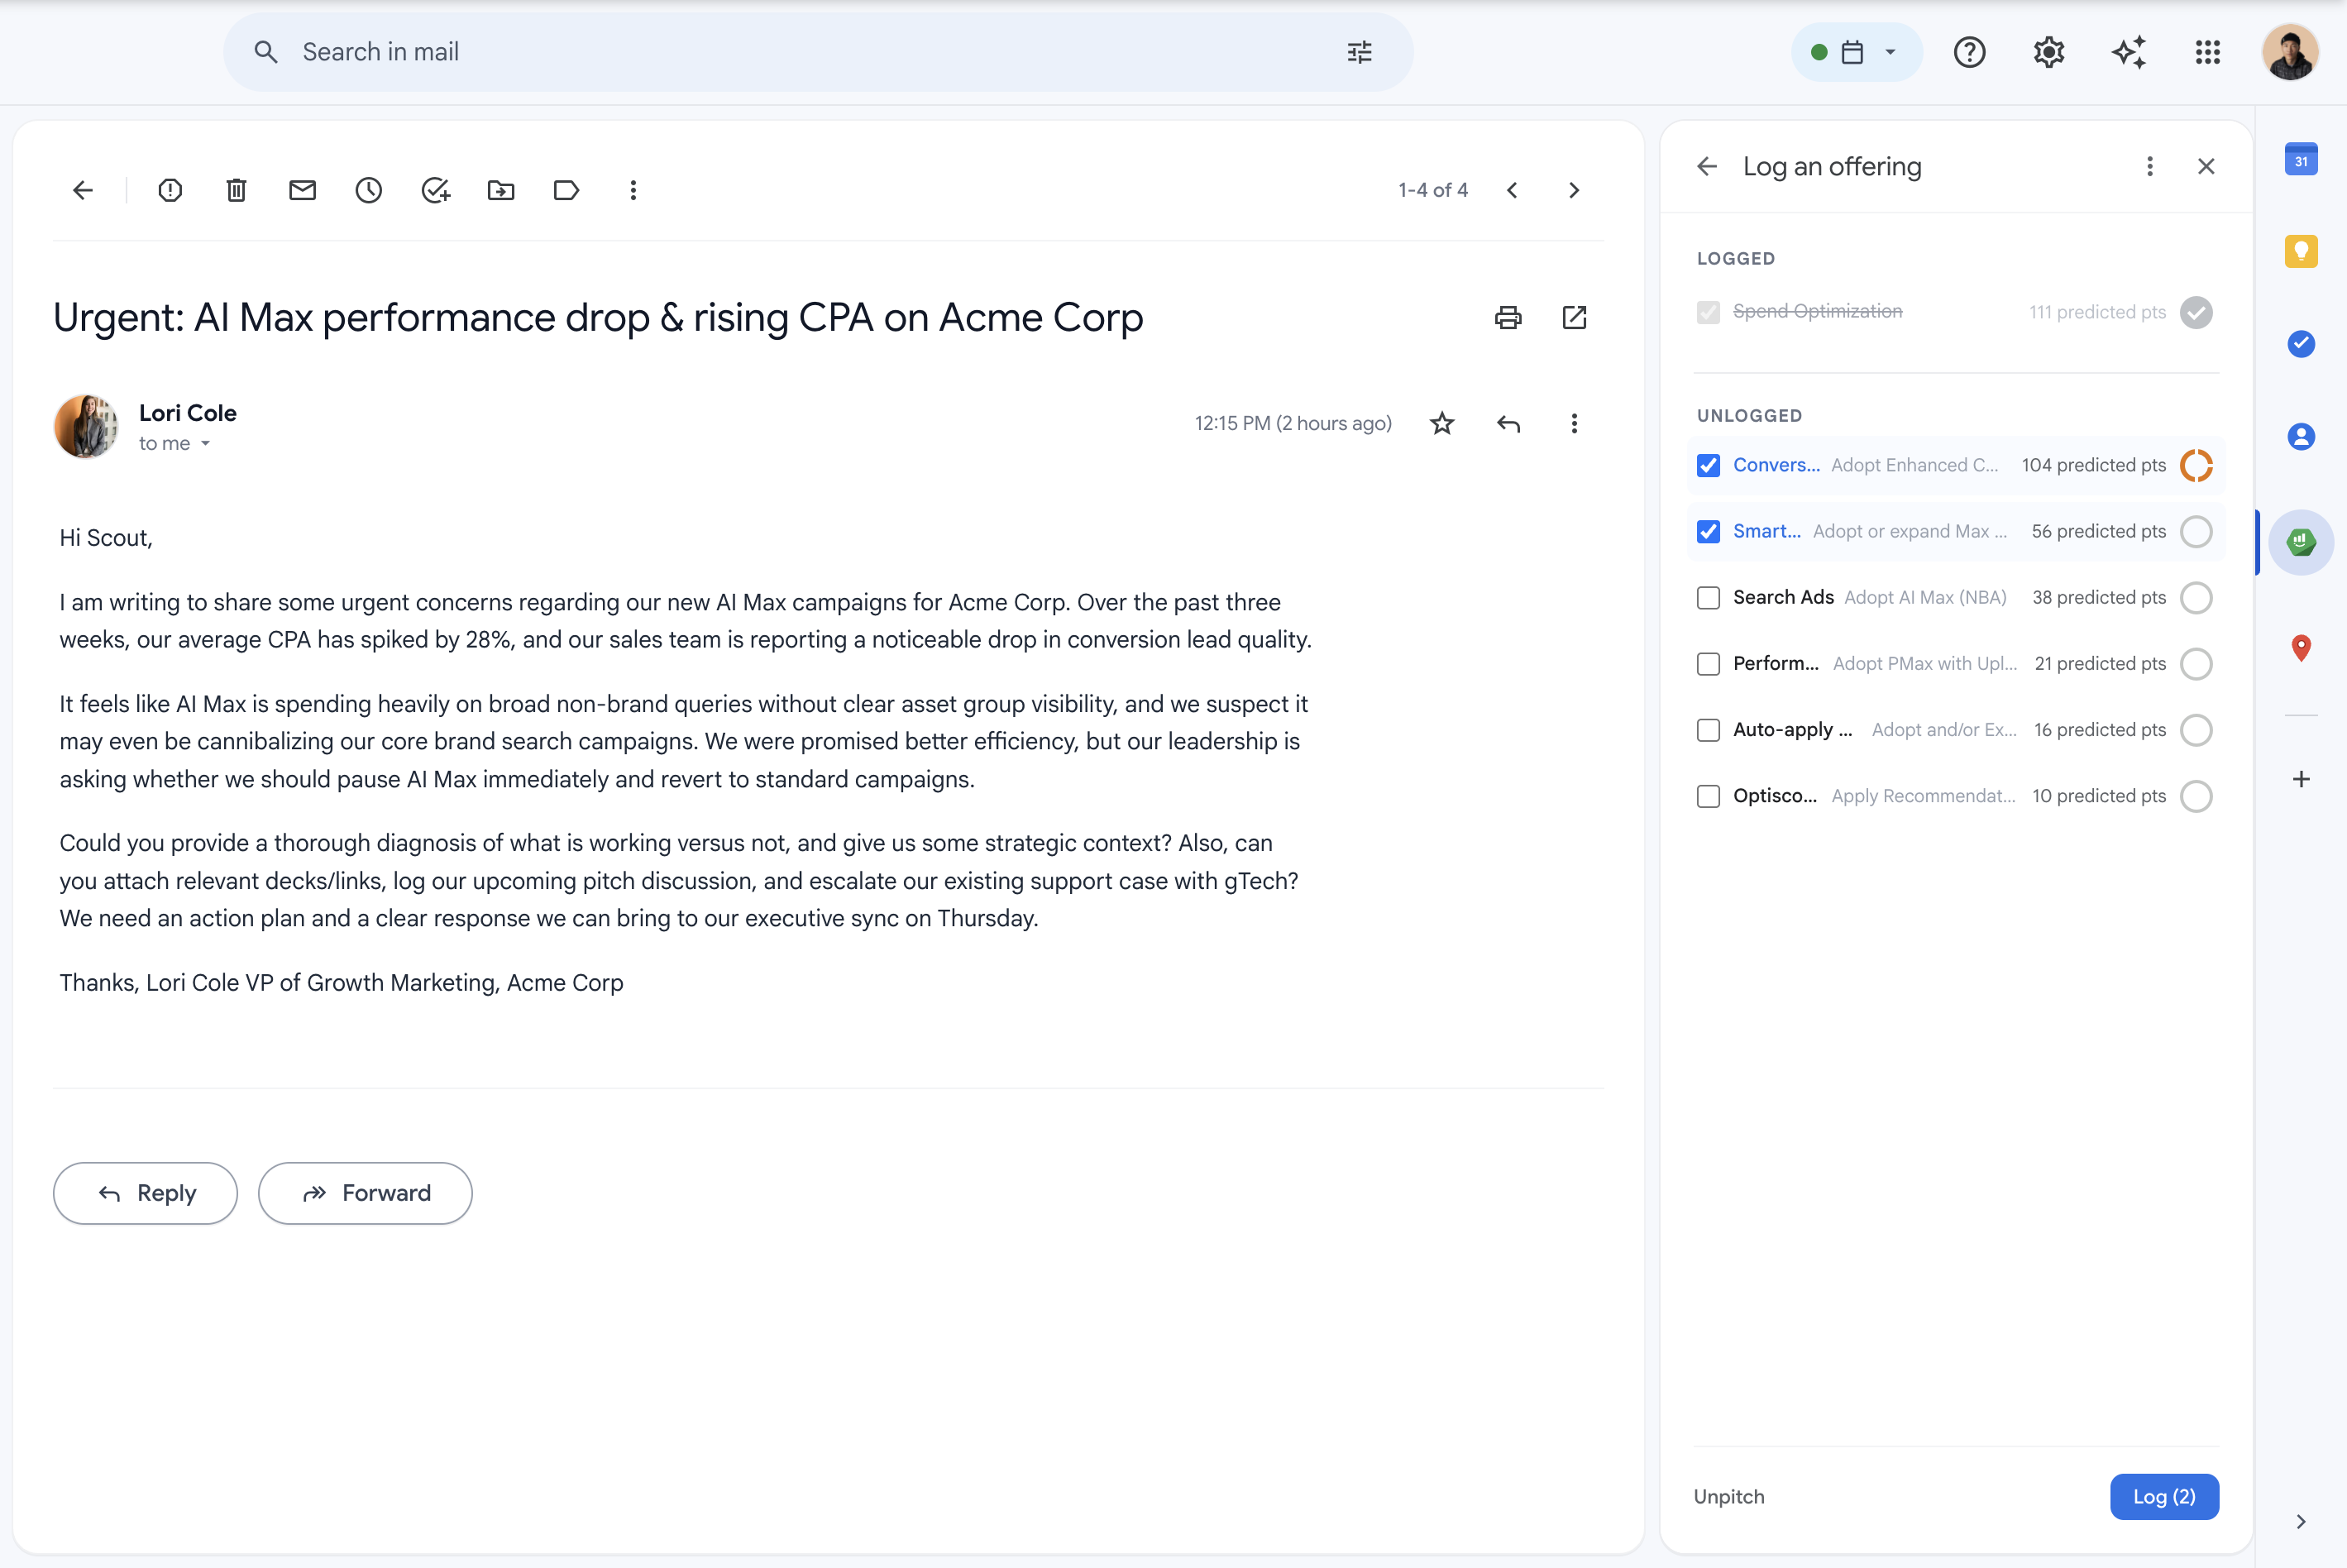 Search in mail
1-4 of 4
Urgent: AI Max performance drop & rising CPA on Acme Corp
Lori Cole
12:15 PM (2 hours ago)
to me
Hi Scout,
I am writing to share some urgent concerns regarding our new AI Max campaigns for Acme Corp. Over the past three
weeks, our average CPA has spiked by 28%, and our sales team is reporting a noticeable drop in conversion lead quality.
It feels like AI Max is spending heavily on broad non-brand queries without clear asset group visibility, and we suspect it
may even be cannibalizing our core brand search campaigns. We were promised better efficiency, but our leadership is
asking whether we should pause AI Max immediately and revert to standard campaigns.
Could you provide a thorough diagnosis of what is working versus not, and give us some strategic context? Also, can
you attach relevant decks/links, log our upcoming pitch discussion, and escalate our existing support case with gTech?
We need an action plan and a clear response we can bring to our executive sync on Thursday.
Thanks, Lori Cole VP of Growth Marketing, Acme Corp
Reply
Forward
Log an offering
LOGGED
Spend Optimization 111 predicted pts
UNLOGGED
Convers... Adopt Enhanced C... 104 predicted pts
Smart... Adopt or expand Max ... 56 predicted pts
Search Ads Adopt AI Max (NBA) 38 predicted pts
Perform... Adopt PMax with Upl... 21 predicted pts
Auto-apply ... Adopt and/or Ex... 16 predicted pts
Optisco... Apply Recommendat... 10 predicted pts
Unpitch
Log (2)
31